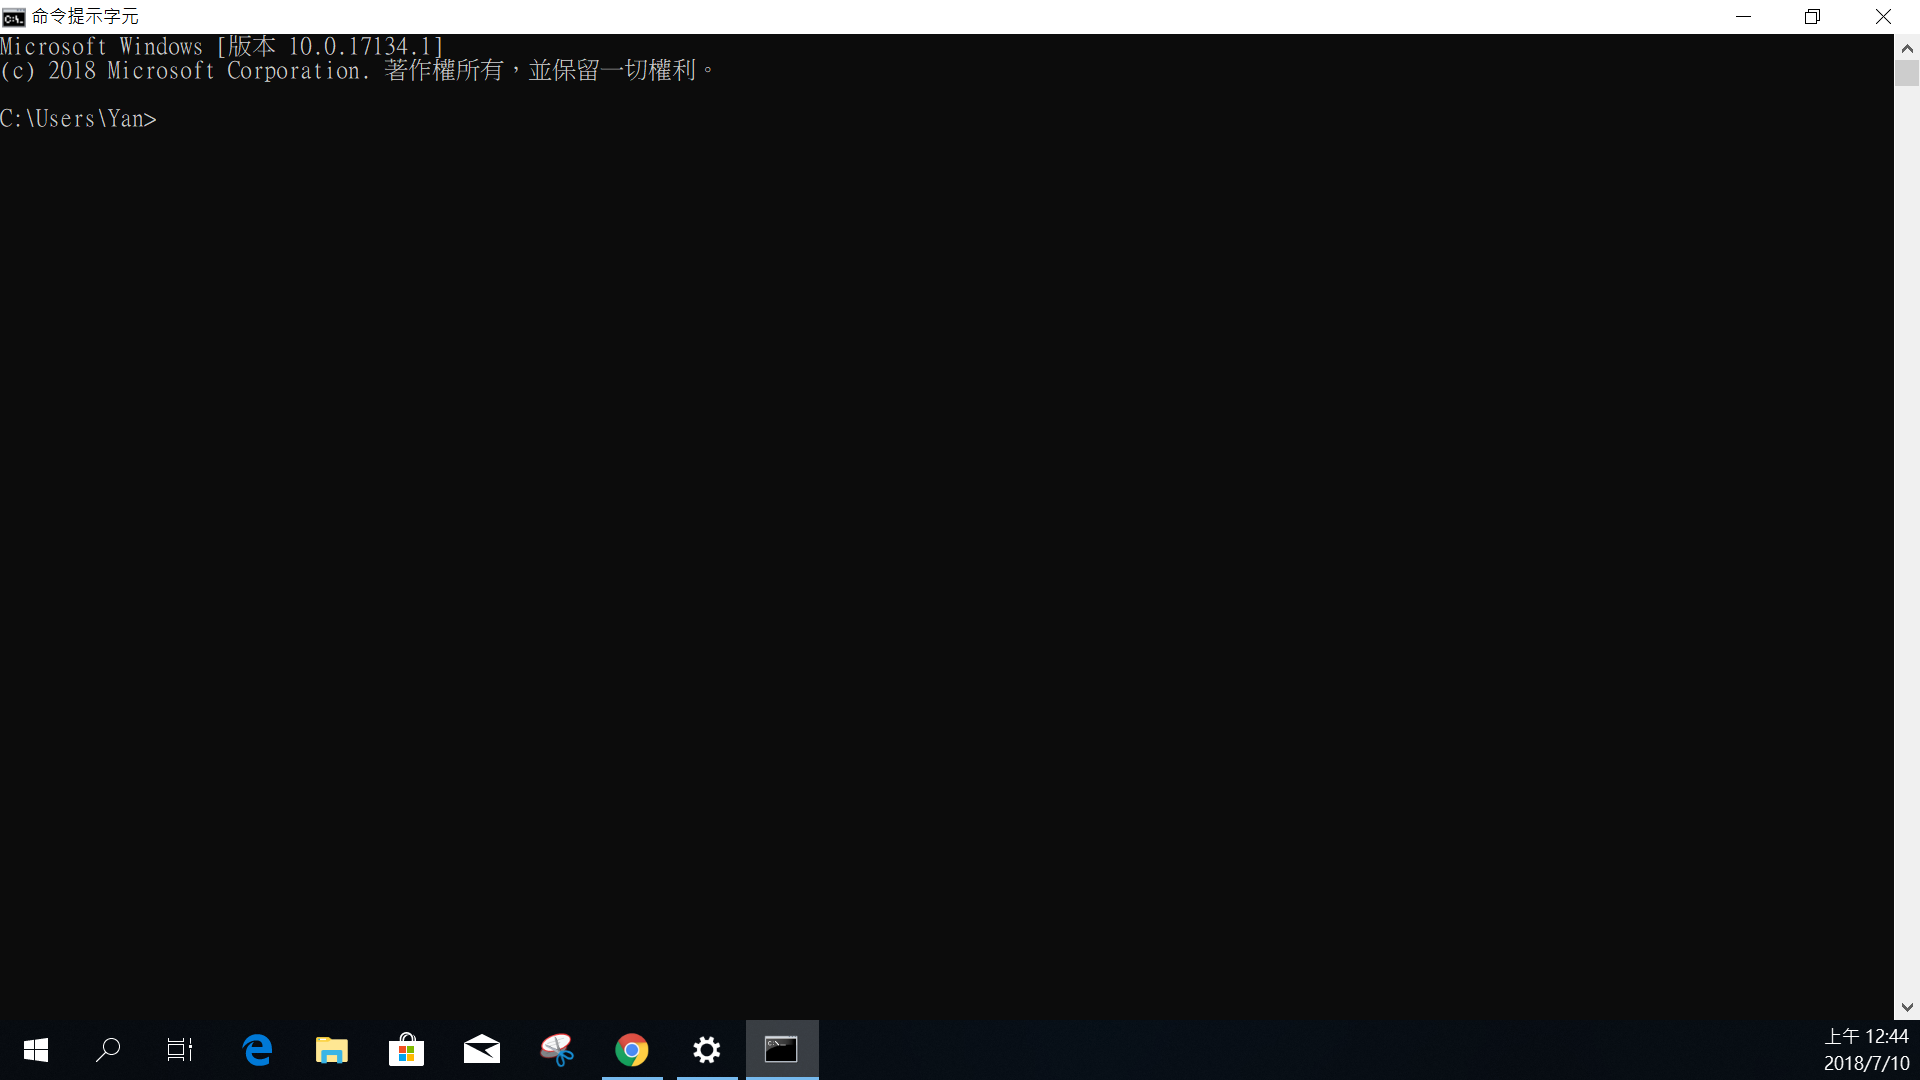 命令提示字元
Microsoft Windows [版本 10.0.17134.1]
(c) 2018 Microsoft Corporation. 著作權所有，並保留一切權利。
C:\Users\Yan>
上午 12:44
2018/7/10